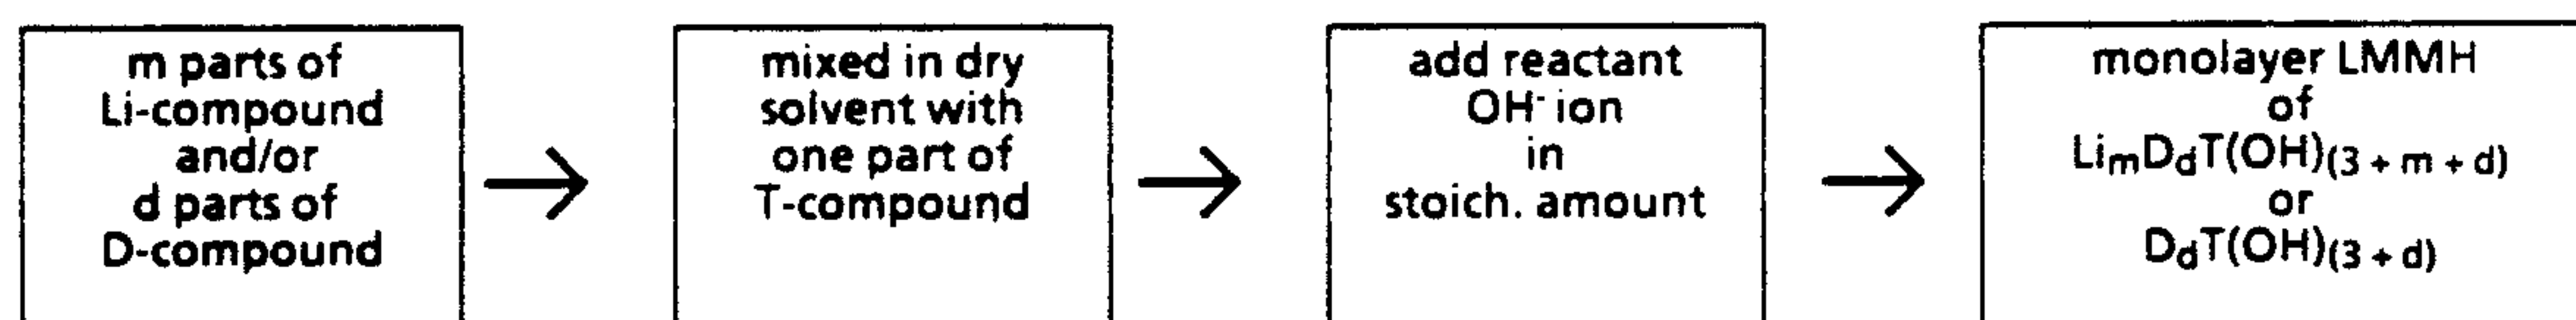 m parts of
Li-compound
and/or
d parts of
D-compound
mixed in dry
solvent with
one part of
T-compound
add reactant
OH⁻ ion
in
stoich. amount
monolayer LMMH
of
LiₘD_dT(OH)₍₃ ₊ ₘ ₊ d₎
or
D_dT(OH)₍₃ ₊ d₎